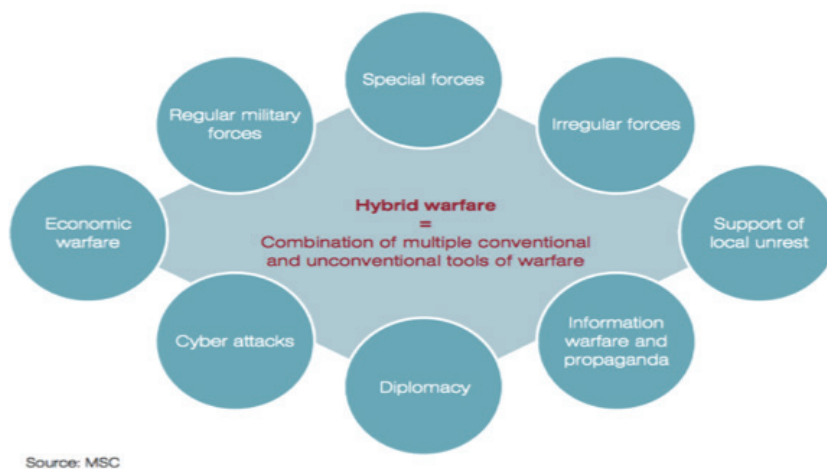 Special forces
Regular military
forces
Irregular forces
Economic
warfare
Hybrid warfare
=
Combination of multiple conventional
and unconventional tools of warfare
Support of
local unrest
Cyber attacks
Information
warfare and
propaganda
Diplomacy
Source: MSC